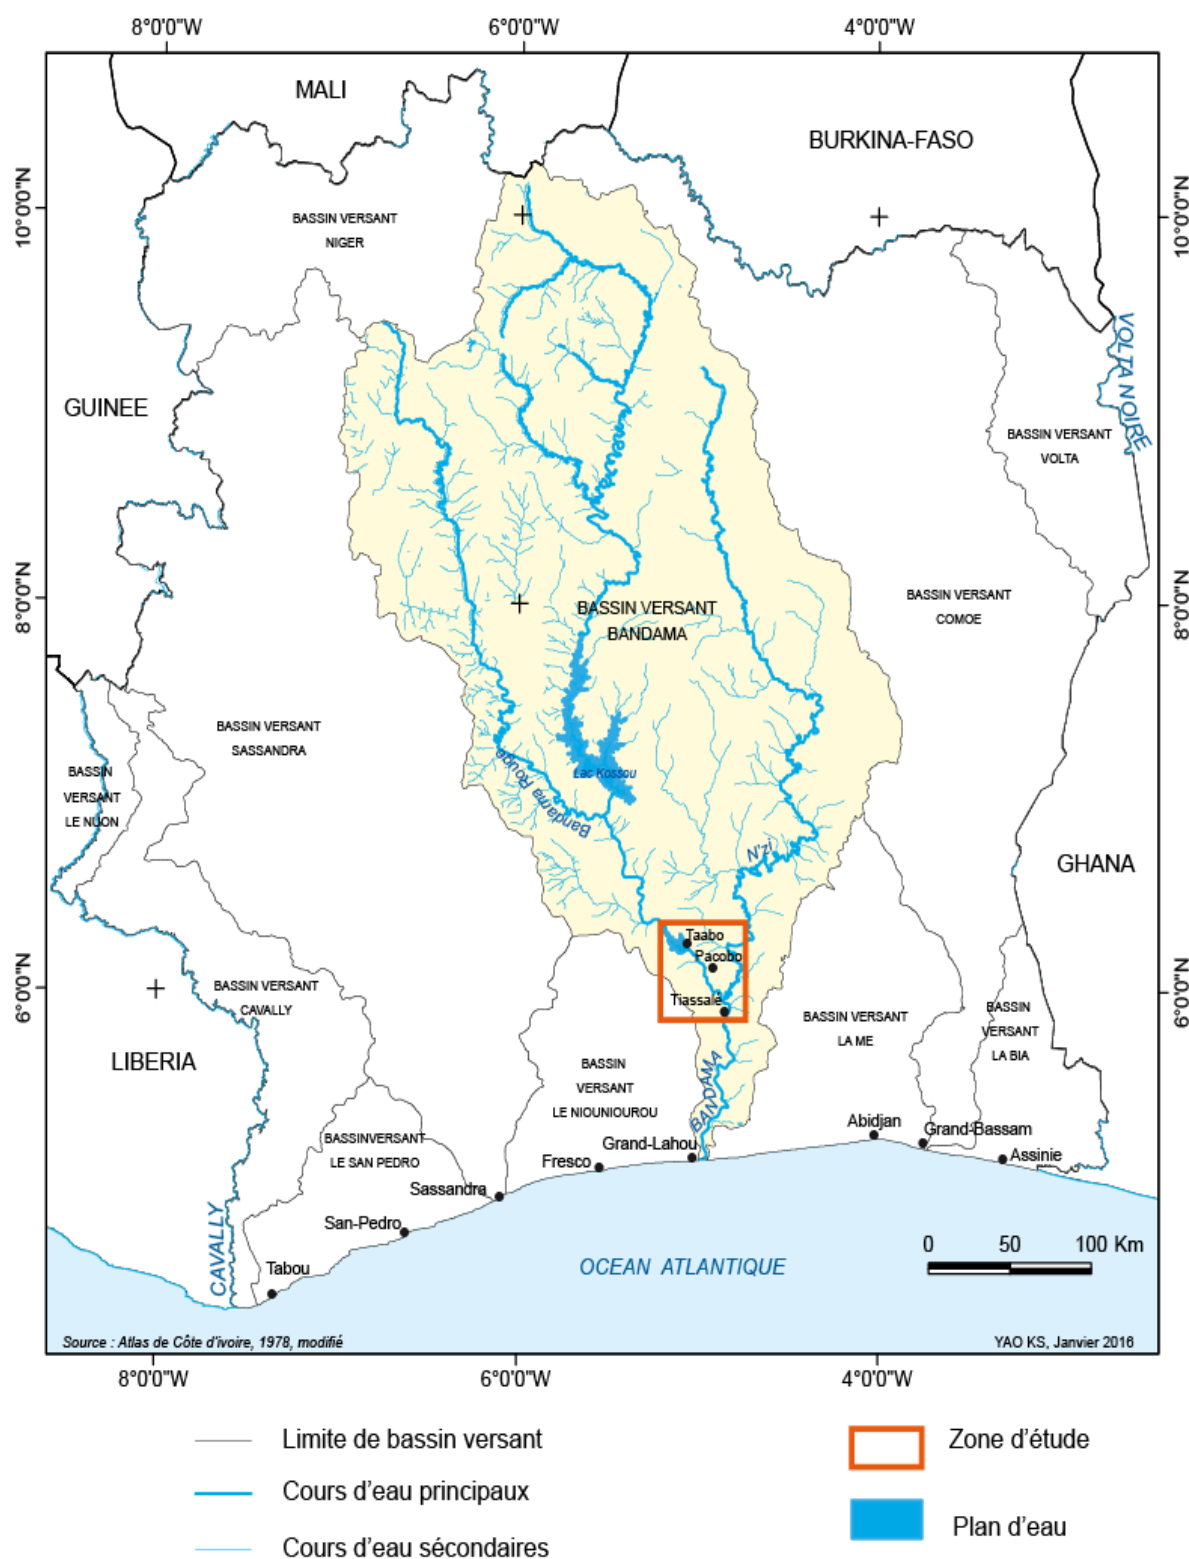 8°0'0"W
6°0'0"W
4°0'0"W
MALI
BURKINA-FASO
10°0'0"N
10°0'0"N
BASSIN VERSANT
NIGER
VOLTA NOIRE
GUINEE
BASSIN VERSANT
VOLTA
8°0'0"N
8°0'0"N
BASSIN VERSANT
BANDAMA
BASSIN VERSANT
COMOE
BASSIN VERSANT
SASSANDRA
BASSIN
VERSANT
LE NUON
Lac Kossou
Bandama Rouge
N'zi
GHANA
Taabo
Pacobo
Tiassalé
6°0'0"N
6°0'0"N
BASSIN VERSANT
CAVALLY
BASSIN VERSANT
LA ME
BASSIN
VERSANT
LA BIA
LIBERIA
BASSIN
VERSANT
LE NIOUNIOUROU
BANDAMA
BASSINVERSANT
LE SAN PEDRO
Abidjan
Grand-Bassam
Assinie
Grand-Lahou
Fresco
Sassandra
San-Pedro
Tabou
CAVALLY
OCEAN ATLANTIQUE
0 50 100 Km
Source : Atlas de Côte d'ivoire, 1978, modifié
YAO KS, Janvier 2016
8°0'0"W
6°0'0"W
4°0'0"W
Limite de bassin versant
Cours d'eau principaux
Cours d'eau sécondaires
Zone d'étude
Plan d'eau